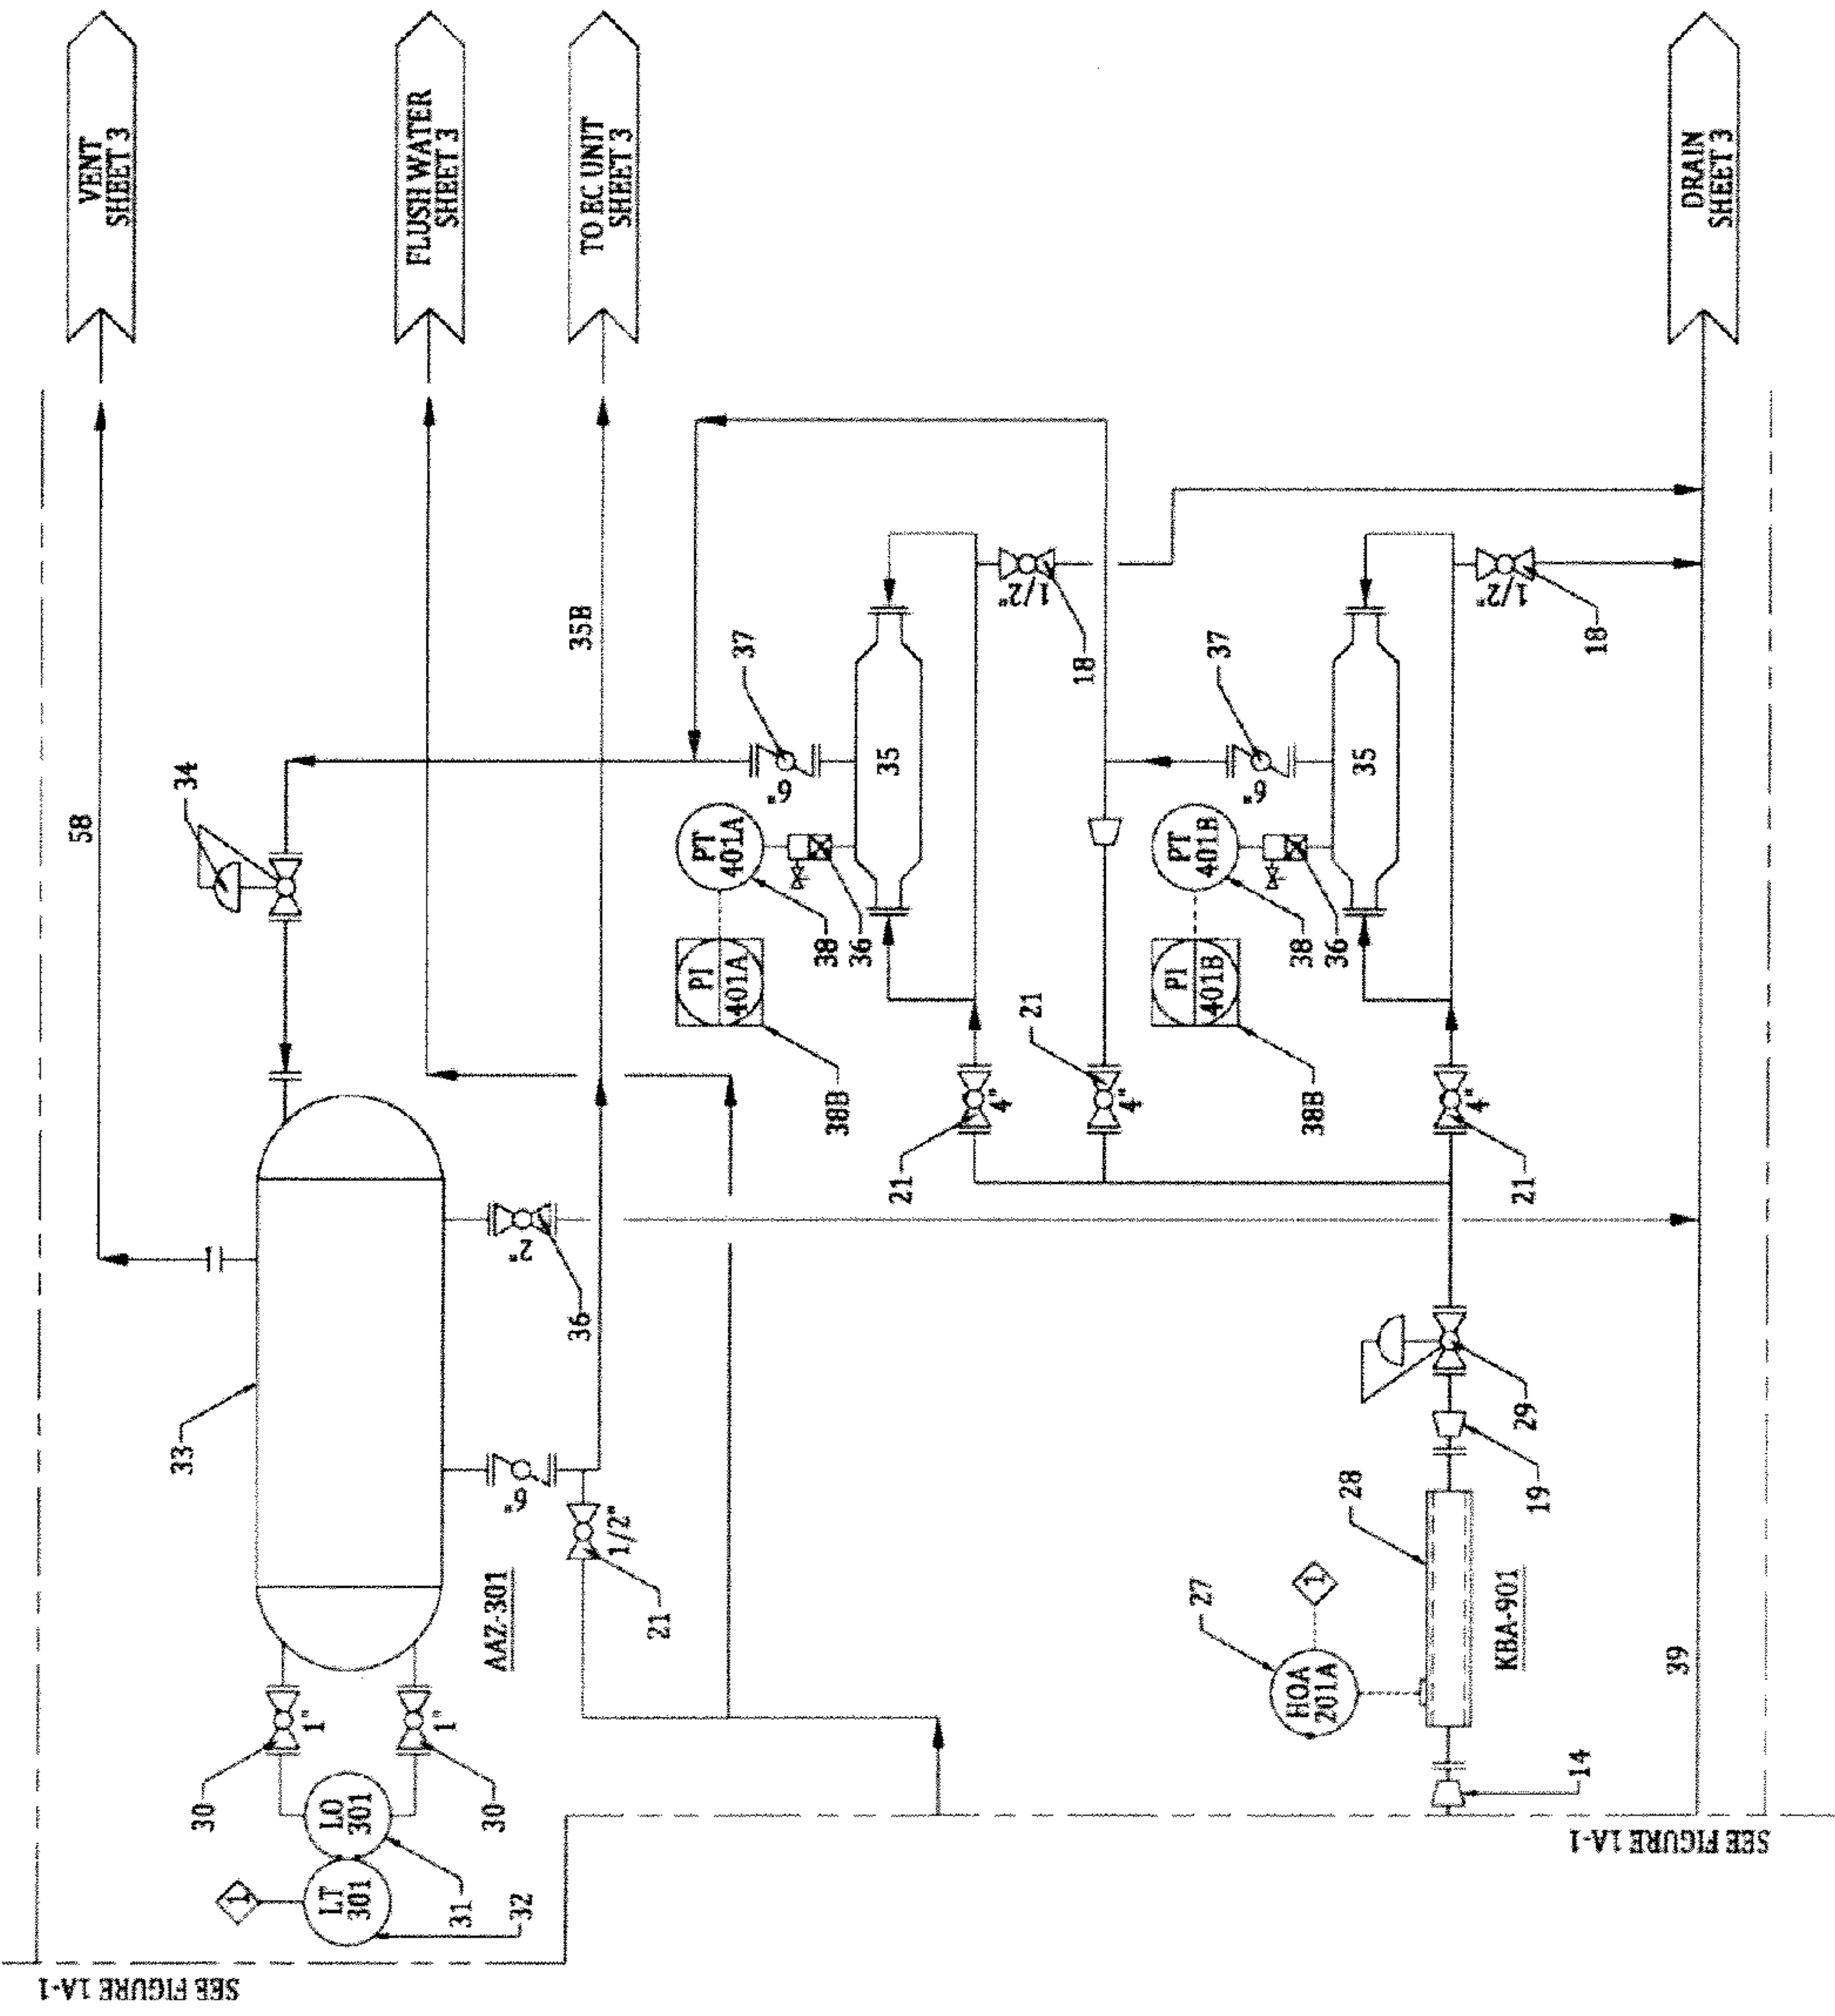 VENT
SHEET 3
FLUSH WATER
SHEET 3
TO EC UNIT
SHEET 3
DRAIN
SHEET 3
58
34
35B
37
6"
35
1/2"
18
PT
401A
38
36
PI
401A
38B
37
6"
35
1/2"
18
PT
401B
38
36
PI
401B
38B
21
4"
21
4"
21
4"
33
2"
36
6"
1/2"
21
AAZ-301
1"
30
1"
30
LO
301
31
LT
301
32
1
29
19
28
KBA-901
27
HOA
201A
1
14
39
SEE FIGURE 1A-1
SEE FIGURE 1A-1